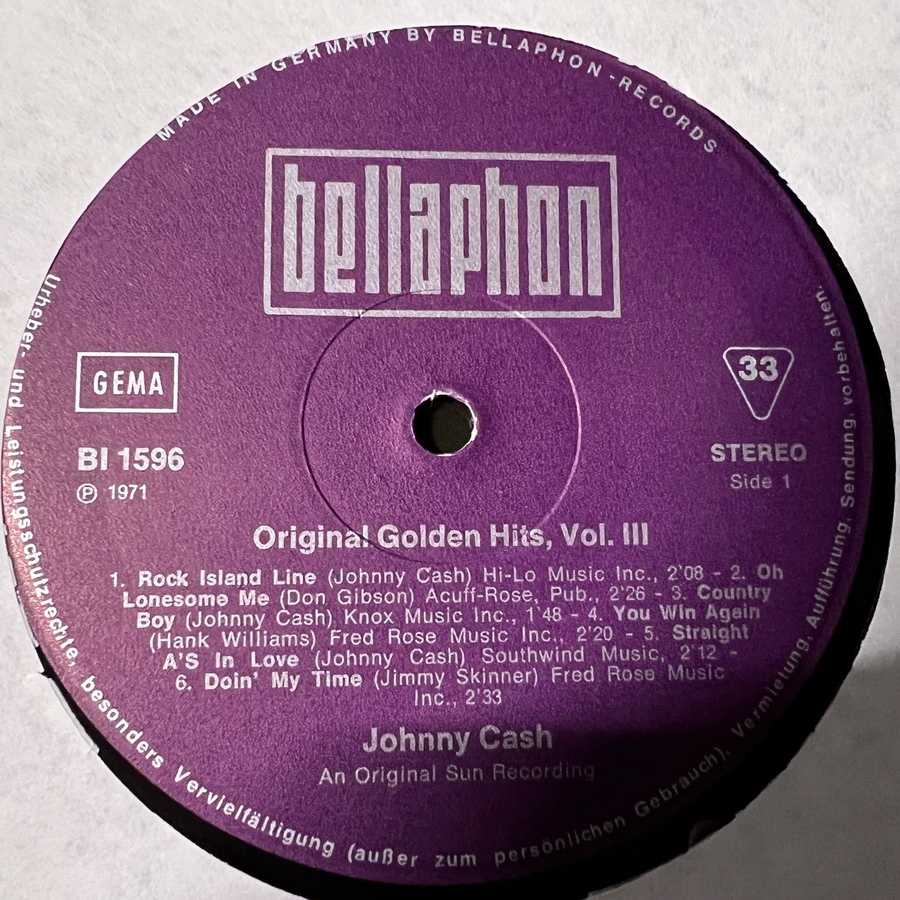 MADE IN GERMANY BY BELLAPHON-RECORDS
bellaphon
GEMA
33
BI 1596
STEREO
℗ 1971
Side 1
Original Golden Hits, Vol. III
1. Rock Island Line (Johnny Cash) Hi-Lo Music Inc., 2'08 - 2. Oh
Lonesome Me (Don Gibson) Acuff-Rose, Pub., 2'26 - 3. Country
Boy (Johnny Cash) Knox Music Inc., 1'48 - 4. You Win Again
(Hank Williams) Fred Rose Music Inc., 2'20 - 5. Straight
A'S In Love (Johnny Cash) Southwind Music, 2'12 -
6. Doin' My Time (Jimmy Skinner) Fred Rose Music
Inc., 2'33
Johnny Cash
An Original Sun Recording
Urheber- und Leistungsschutzrechte, besonders Vervielfältigung (außer zum persönlichen Gebrauch), Vermietung, Aufführung, Sendung, vorbehalten.